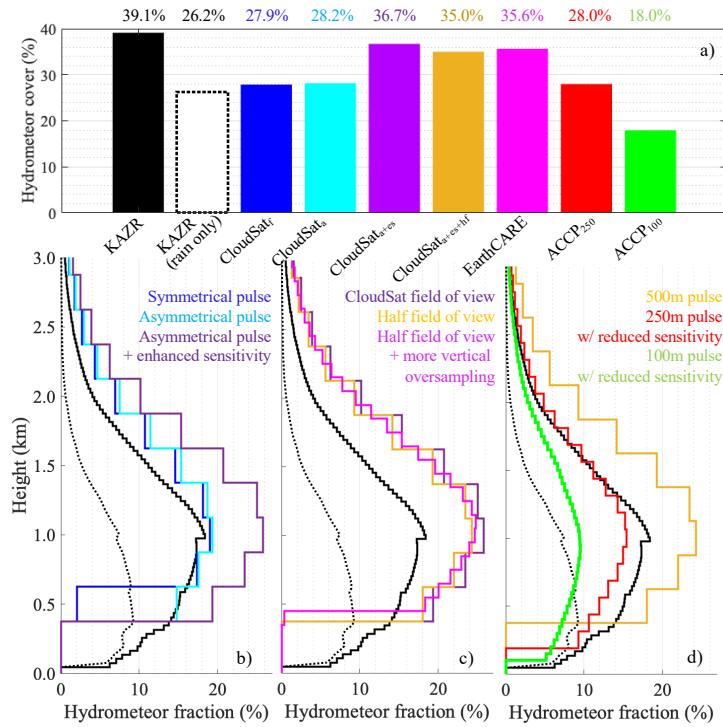 39.1% 26.2% 27.9% 28.2% 36.7% 35.0% 35.6% 28.0% 18.0%
Hydrometeor cover (%)
40
30
20
10
0
a)
KAZR
KAZR
(rain only)
CloudSatf
CloudSata
CloudSata+es
CloudSata+es+hf
EarthCARE
ACCP250
ACCP100
Height (km)
3.0
2.5
2.0
1.5
1.0
0.5
0.0
Symmetrical pulse
Asymmetrical pulse
Asymmetrical pulse
+ enhanced sensitivity
b)
0 10 20
Hydrometeor fraction (%)
CloudSat field of view
Half field of view
Half field of view
+ more vertical
oversampling
c)
0 10 20
Hydrometeor fraction (%)
500m pulse
250m pulse
w/ reduced sensitivity
100m pulse
w/ reduced sensitivity
d)
0 10 20
Hydrometeor fraction (%)